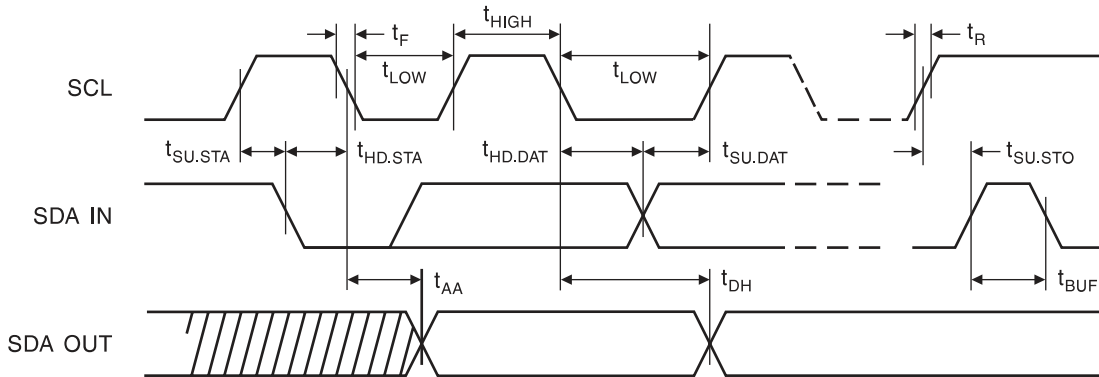 tHIGH
tF
tR
tLOW
tLOW
SCL
tSU.STA
tHD.STA
tHD.DAT
tSU.DAT
tSU.STO
SDA IN
tAA
tDH
tBUF
SDA OUT